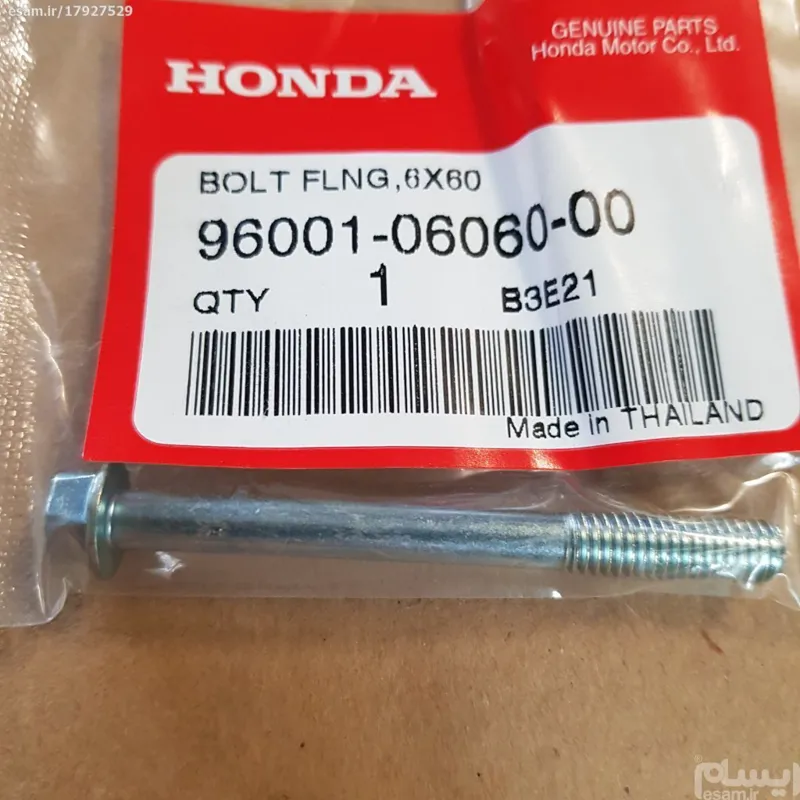 esam.ir/17927529
GENUINE PARTS
Honda Motor Co., Ltd.
HONDA
BOLT FLNG,6X60
96001-06060-00
QTY 1 B3E21
Made in THAILAND
ایسام
esam.ir